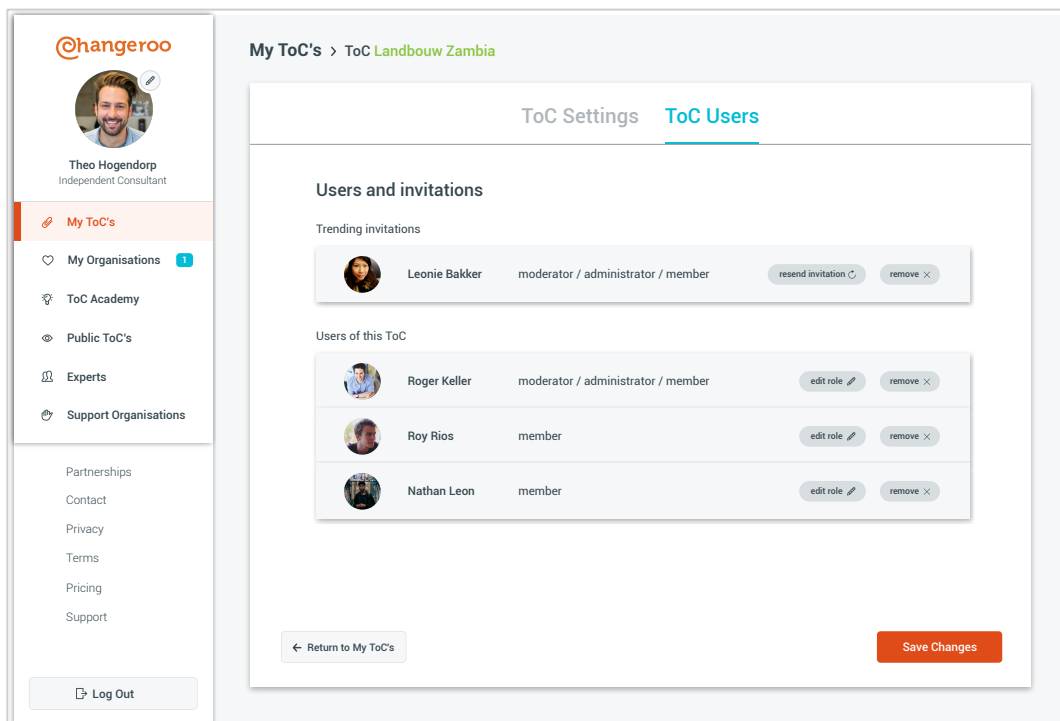 Changeroo
Theo Hogendorp
Independent Consultant
My ToC's
My Organisations 1
ToC Academy
Public ToC's
Experts
Support Organisations
Partnerships
Contact
Privacy
Terms
Pricing
Support
Log Out
My ToC's > ToC Landbouw Zambia
ToC Settings ToC Users
Users and invitations
Trending invitations
Leonie Bakker moderator / administrator / member resend invitation remove
Users of this ToC
Roger Keller moderator / administrator / member edit role remove
Roy Rios member edit role remove
Nathan Leon member edit role remove
Return to My ToC's
Save Changes